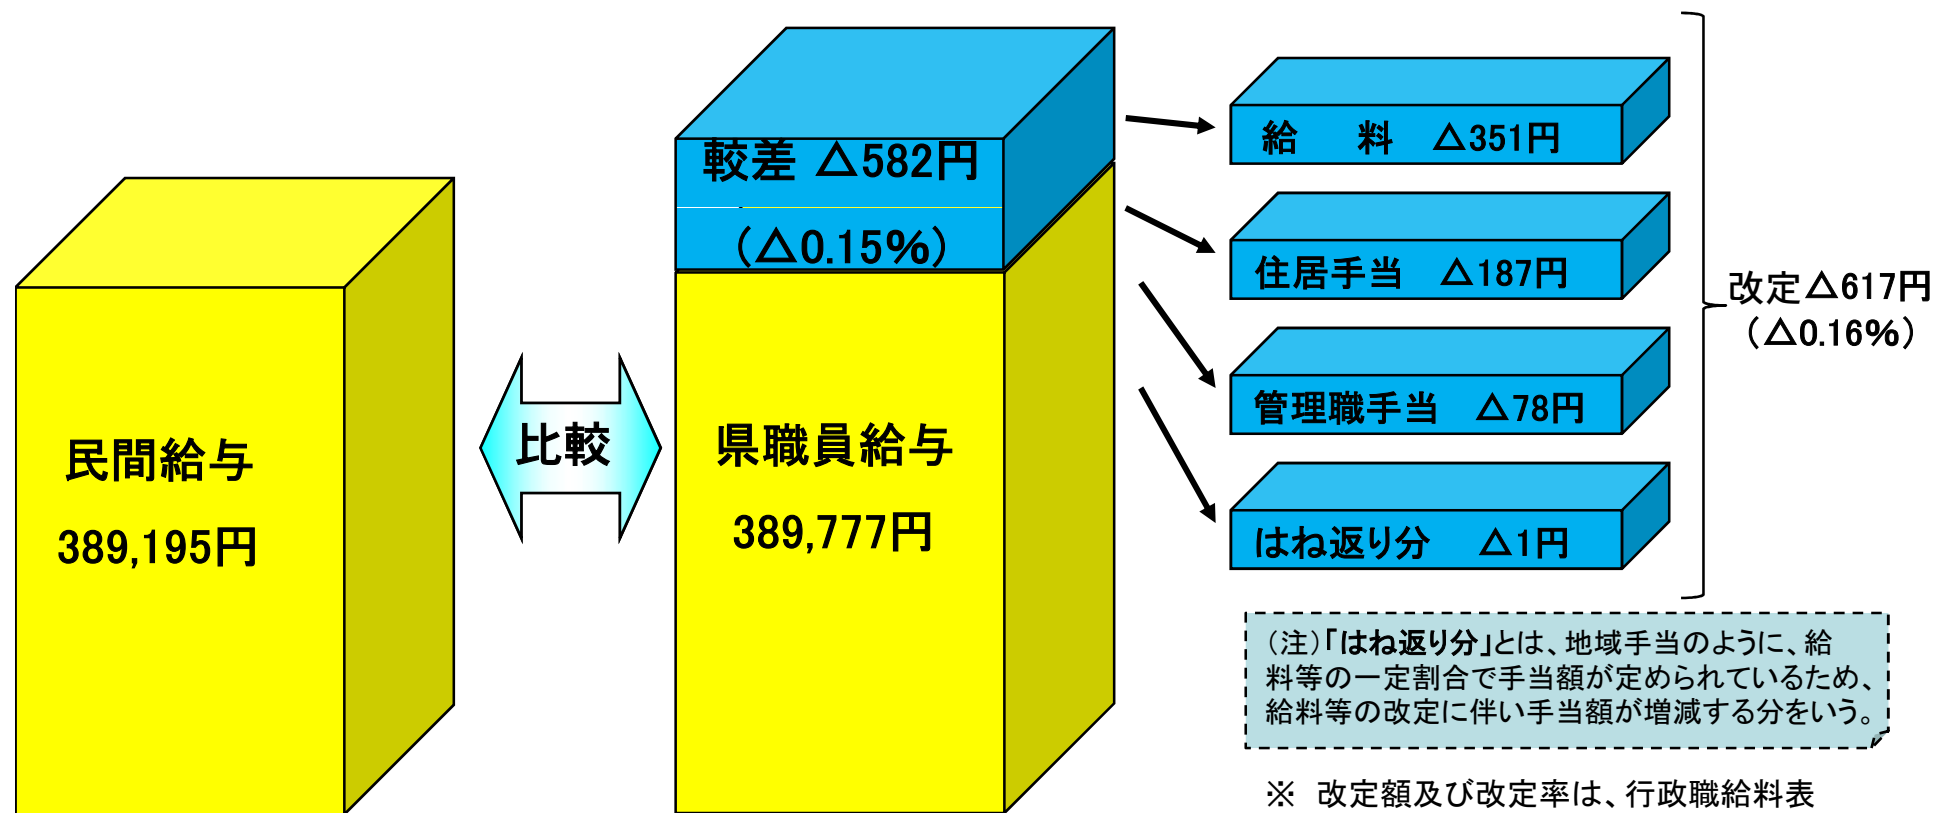 民間給与
389,195円
比較
較差 △582円
(△0.15%)
県職員給与
389,777円
給　料　△351円
住居手当　△187円
管理職手当　△78円
はね返り分　△1円
改定△617円
(△0.16%)
(注)「はね返り分」とは、地域手当のように、給
料等の一定割合で手当額が定められているため、
給料等の改定に伴い手当額が増減する分をいう。
※　改定額及び改定率は、行政職給料表